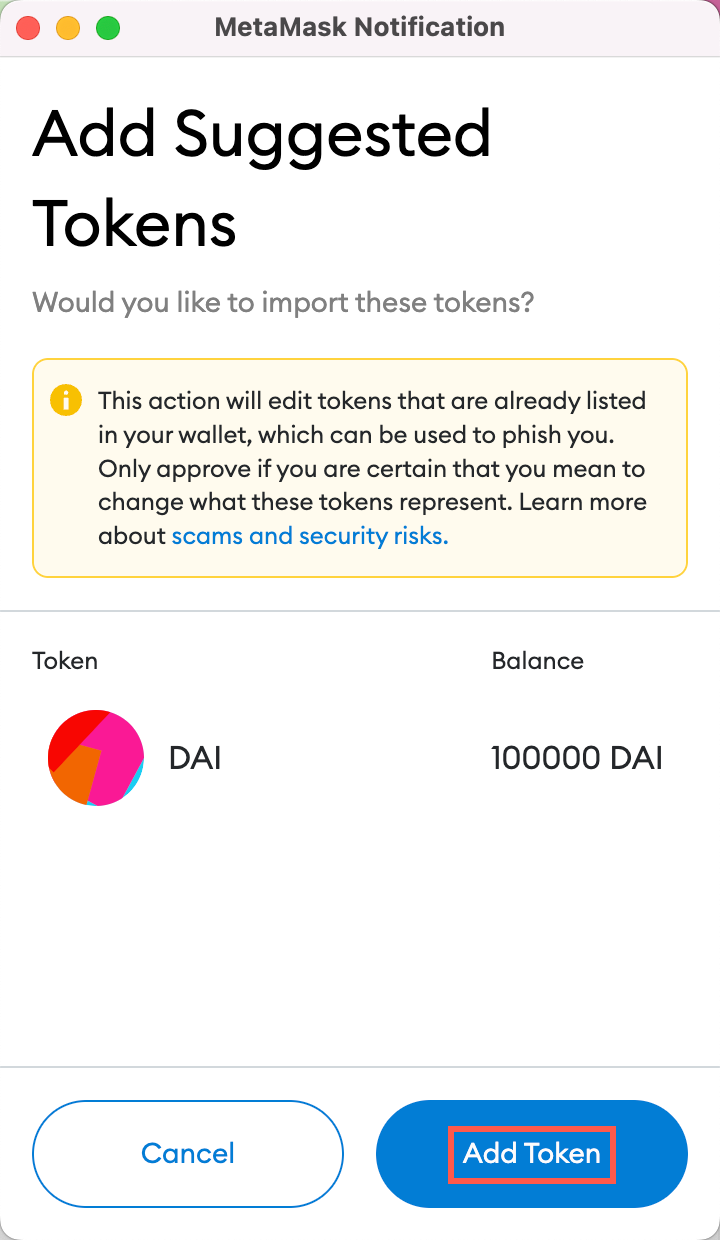 MetaMask Notification
Add Suggested
Tokens
Would you like to import these tokens?
This action will edit tokens that are already listed
in your wallet, which can be used to phish you.
Only approve if you are certain that you mean to
change what these tokens represent. Learn more
about scams and security risks.
Token Balance
DAI 100000 DAI
Cancel Add Token